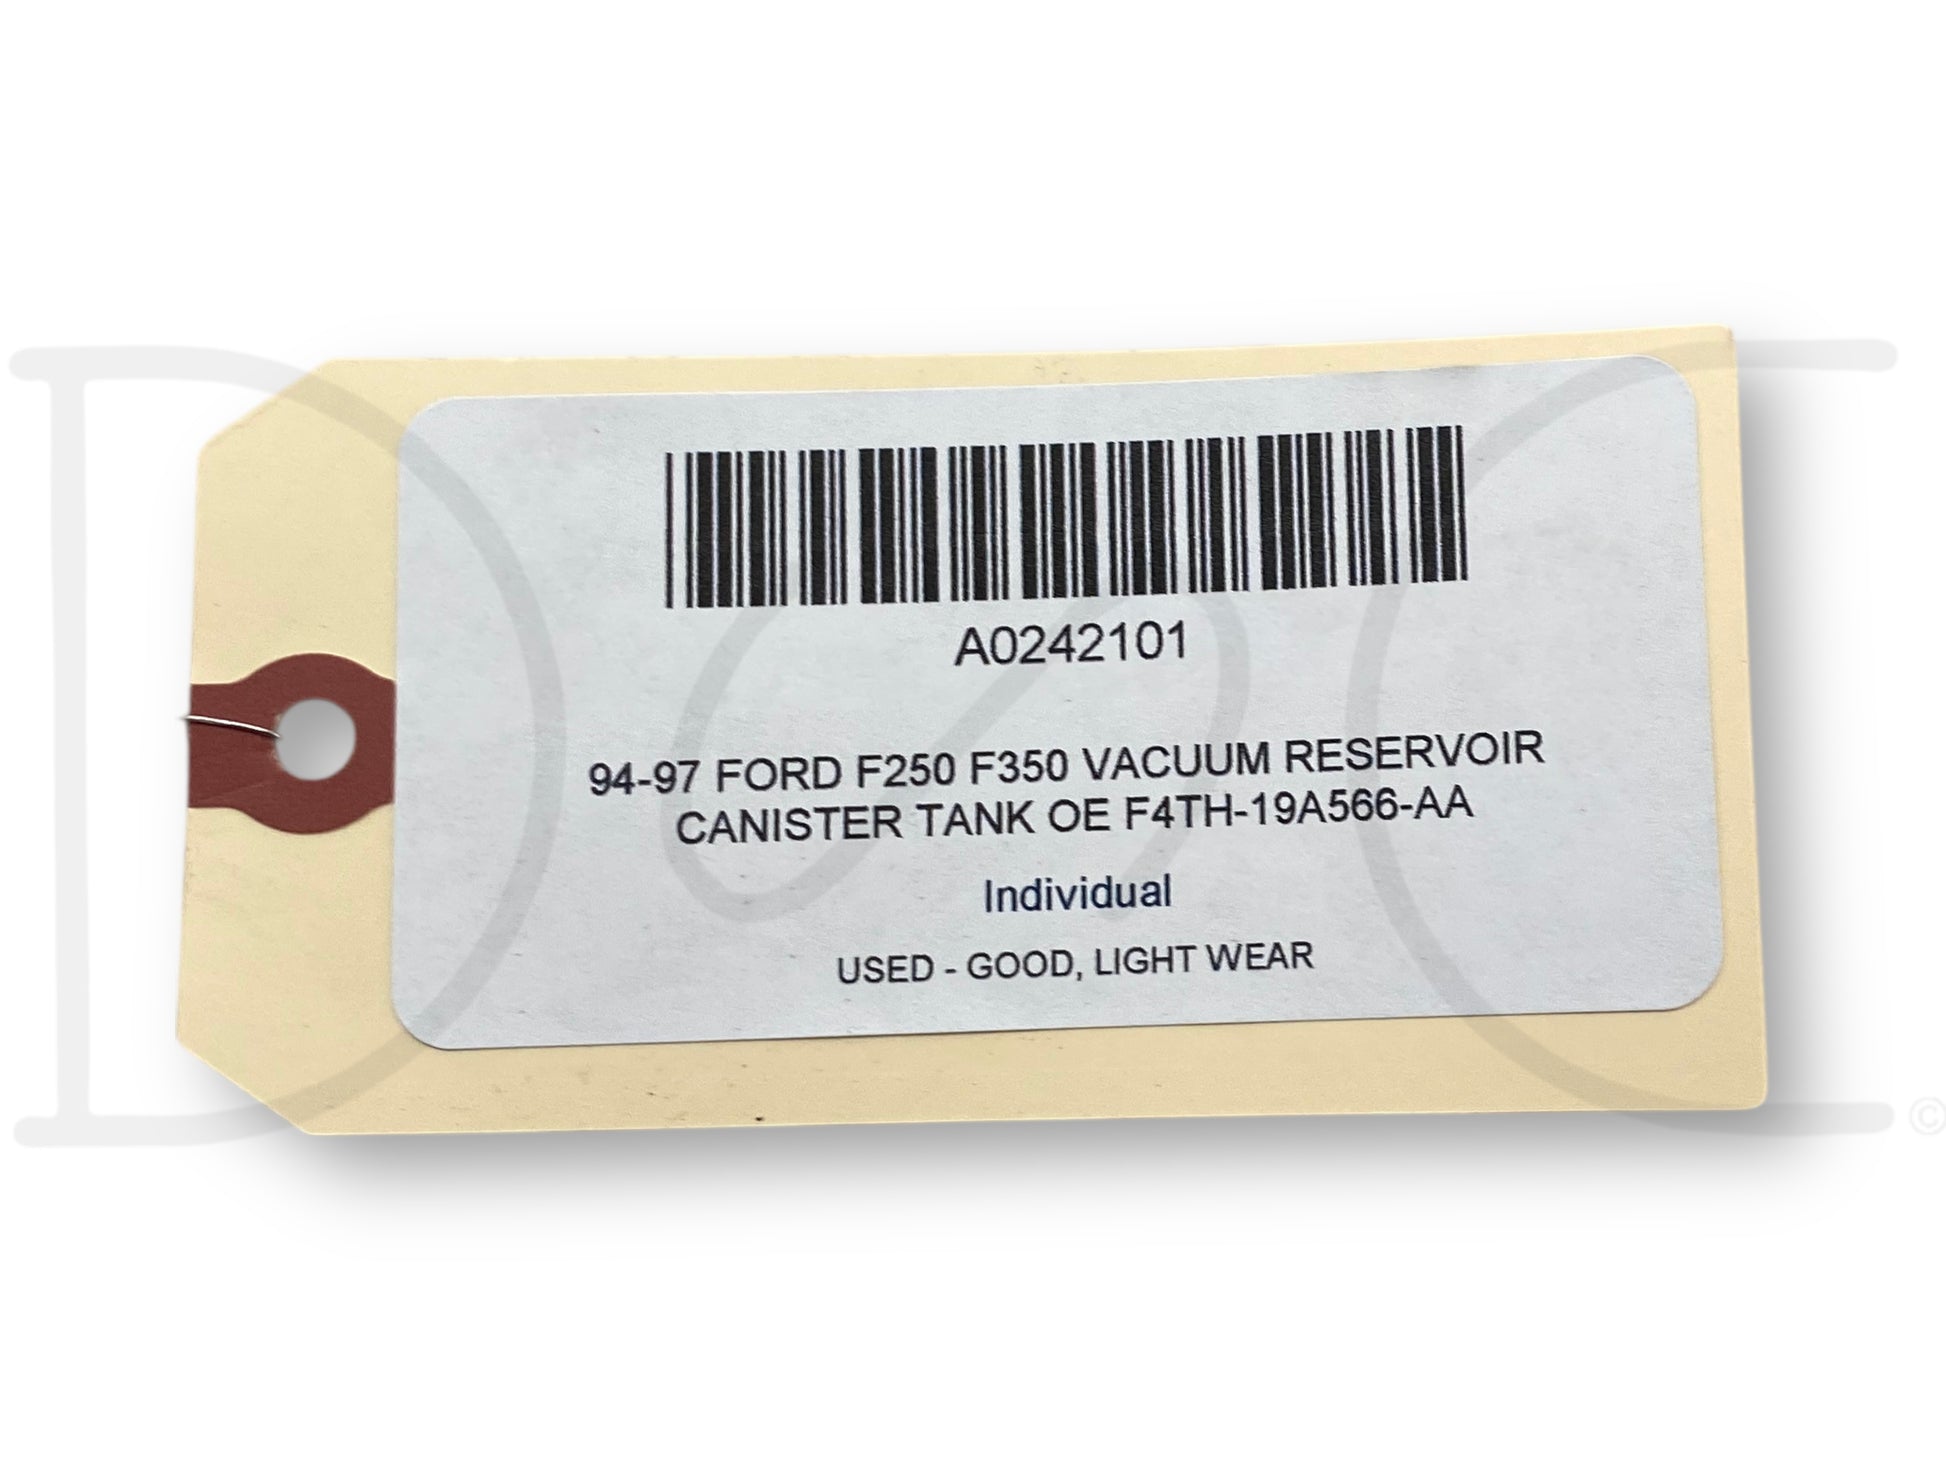 A0242101
94-97 FORD F250 F350 VACUUM RESERVOIR
CANISTER TANK OE F4TH-19A566-AA
Individual
USED - GOOD, LIGHT WEAR
©